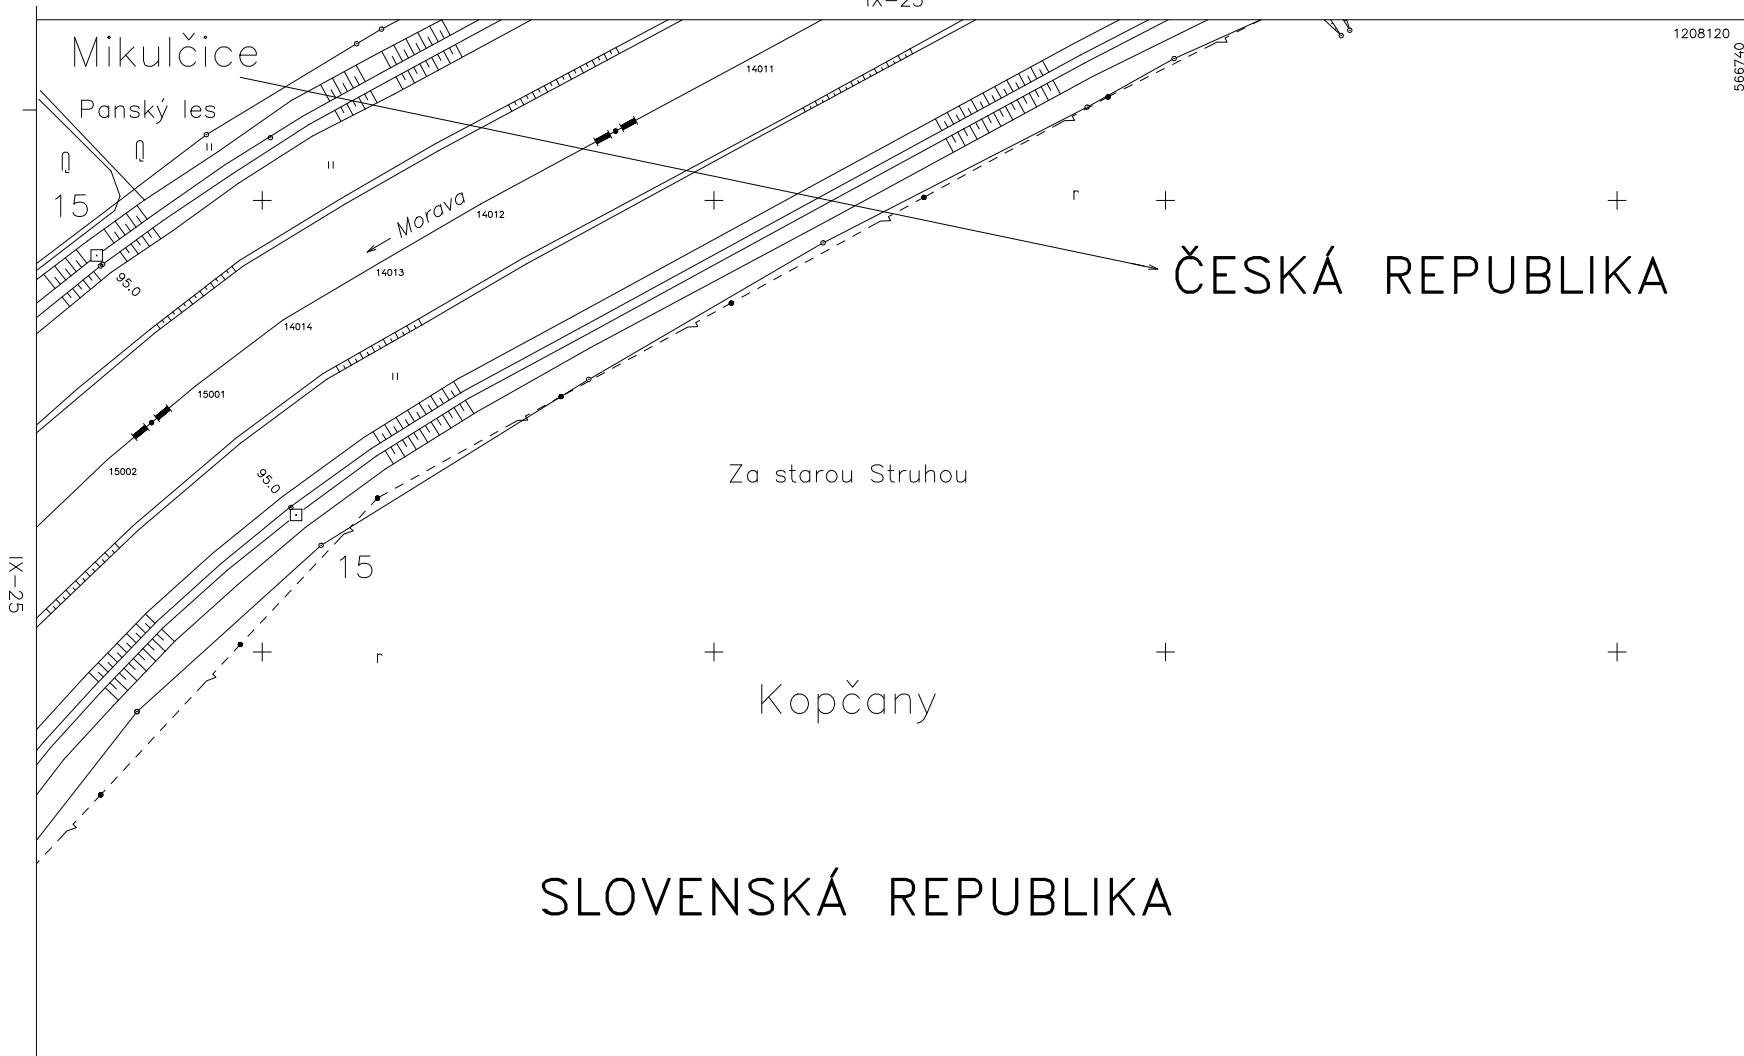 IX-25
1208120
566740
Mikulčice
14011
Panský les
15
Morava
14012
ČESKÁ REPUBLIKA
14013
95.0
14014
15001
15002
95.0
Za starou Struhou
15
IX-25
r
r
Kopčany
SLOVENSKÁ REPUBLIKA